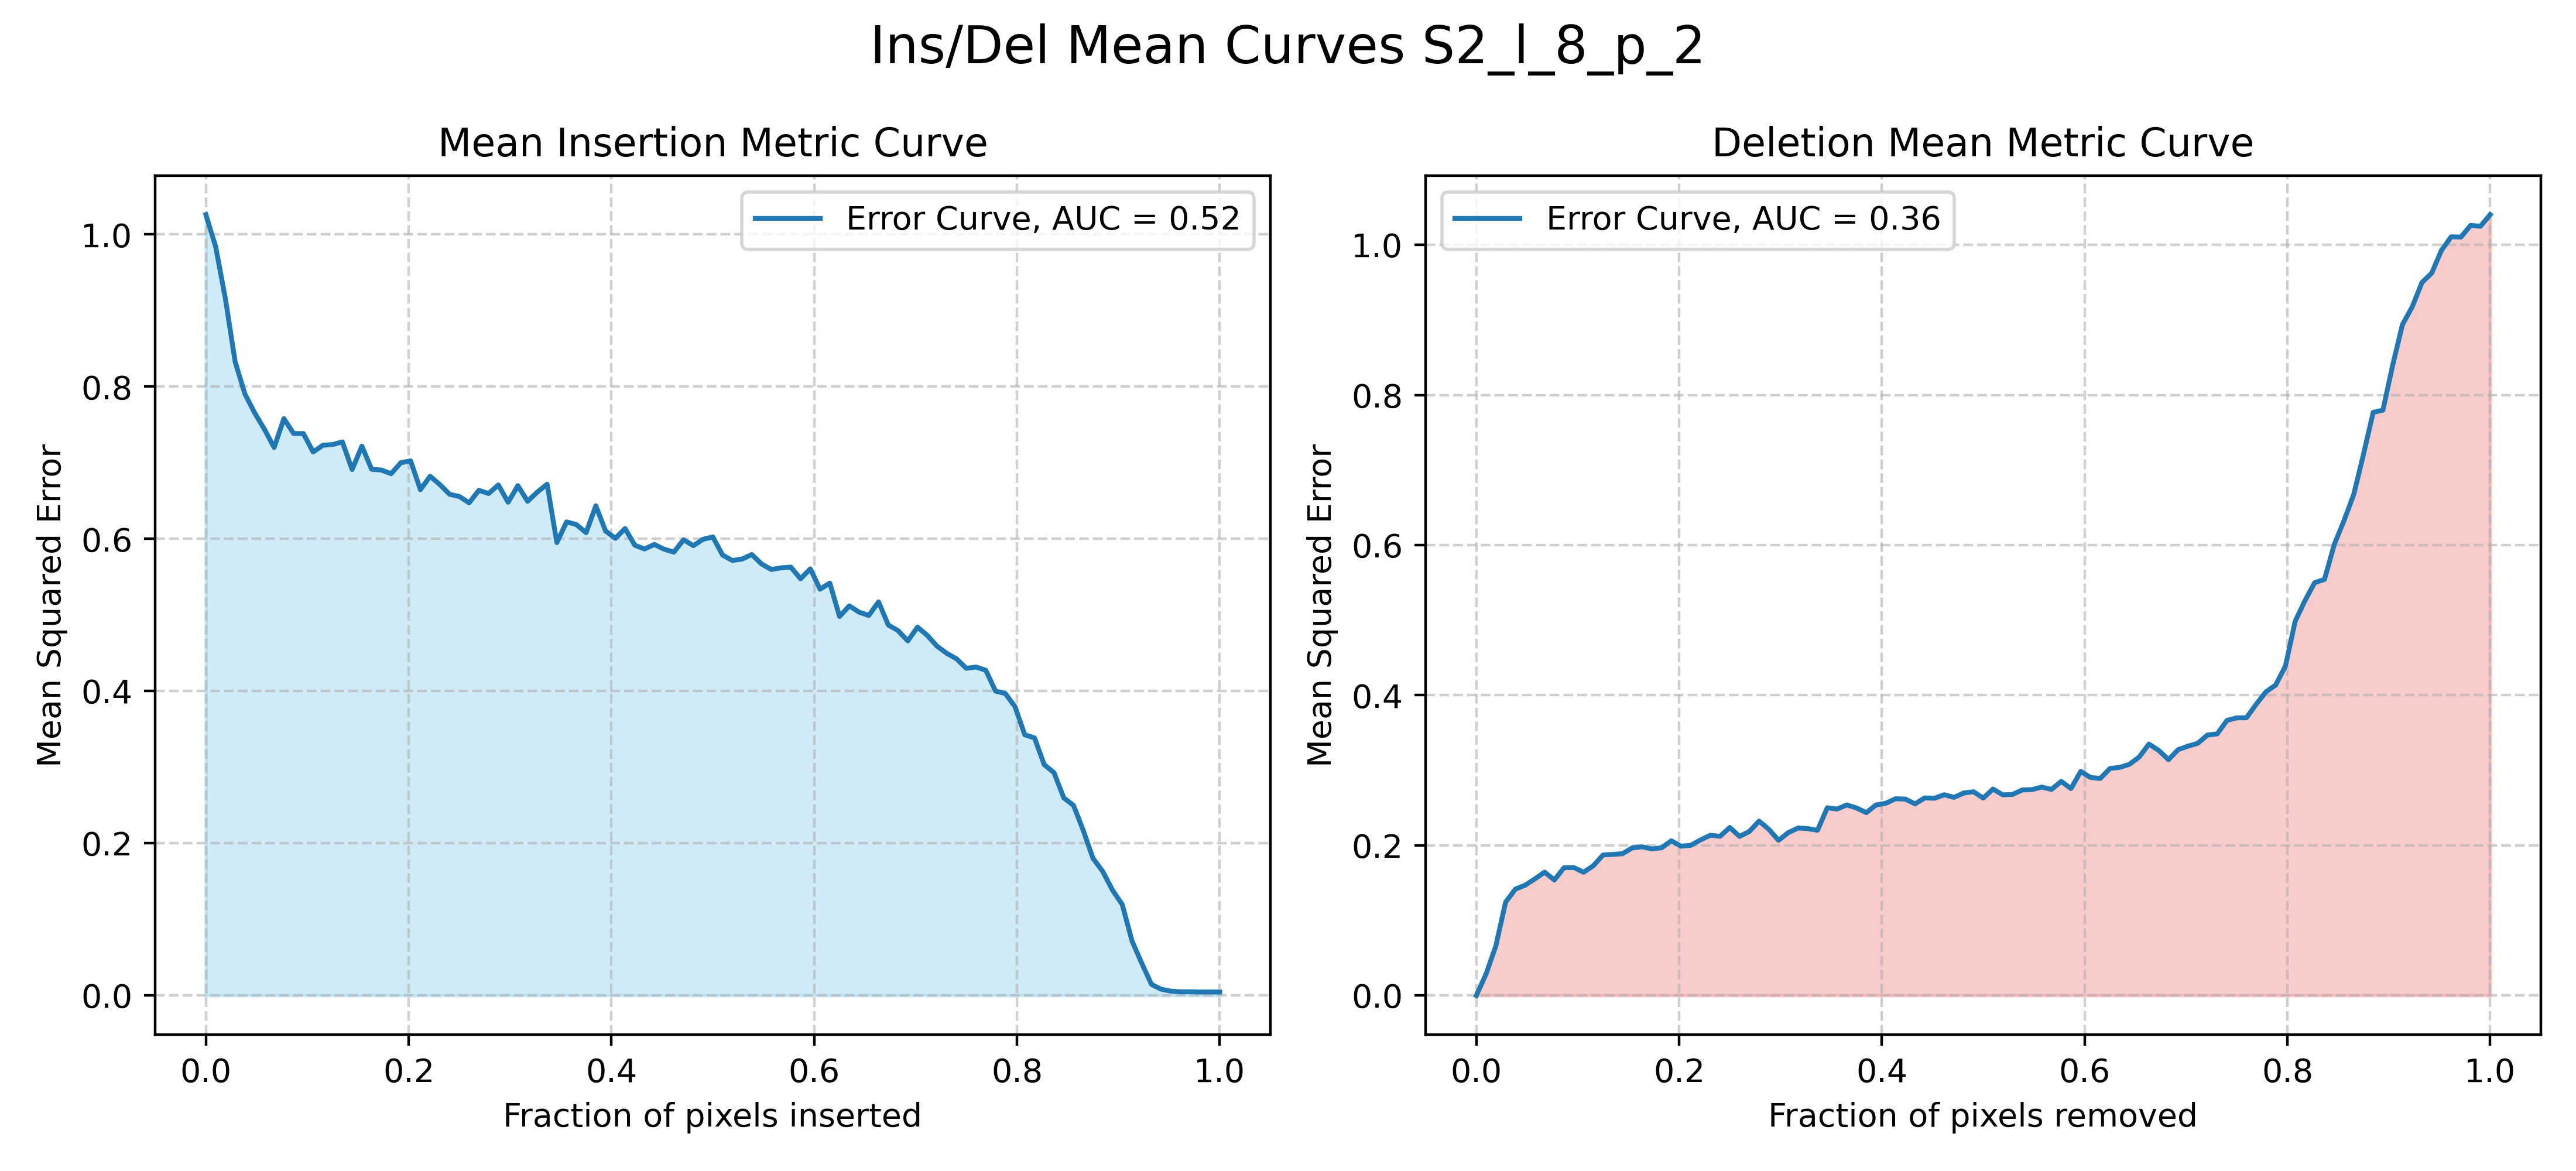 Ins/Del Mean Curves S2_l_8_p_2
Mean Insertion Metric Curve
Error Curve, AUC = 0.52
Mean Squared Error
1.0
0.8
0.6
0.4
0.2
0.0
0.0 0.2 0.4 0.6 0.8 1.0
Fraction of pixels inserted
Deletion Mean Metric Curve
Error Curve, AUC = 0.36
Mean Squared Error
1.0
0.8
0.6
0.4
0.2
0.0
0.0 0.2 0.4 0.6 0.8 1.0
Fraction of pixels removed